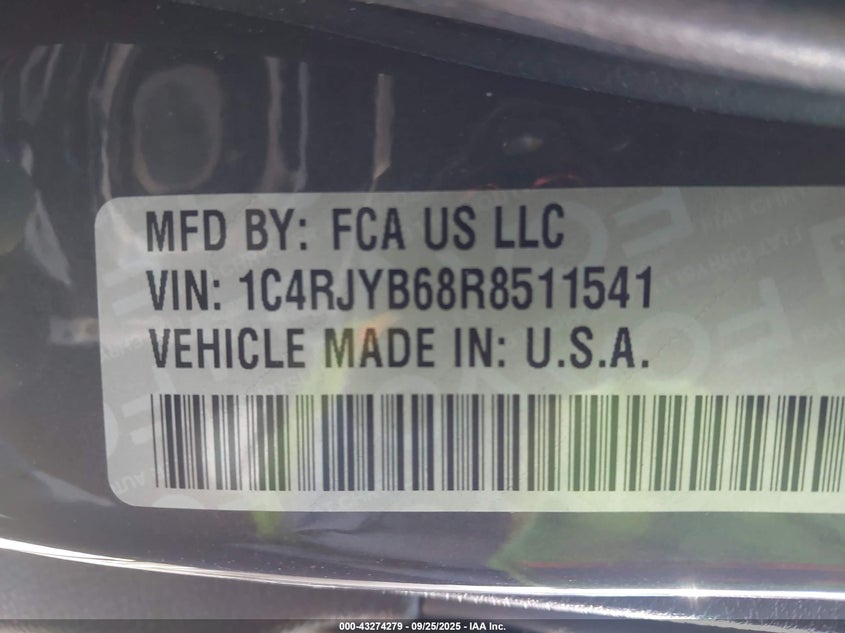 MFD BY: FCA US LLC
VIN: 1C4RJYB68R8511541
VEHICLE MADE IN: U.S.A.
000-43274279 - 09/25/2025 - IAA Inc.